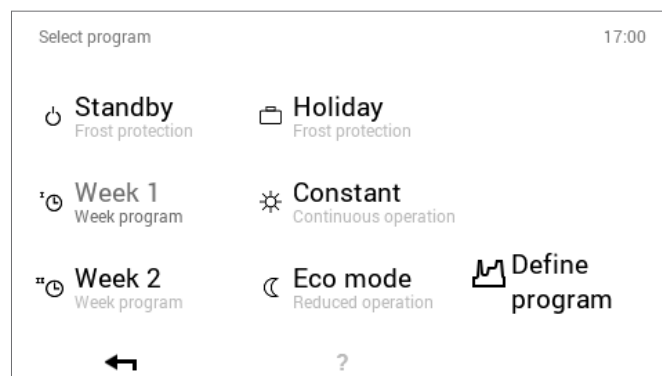 Select program 17:00
Standby
Frost protection
Holiday
Frost protection
I Week 1
Week program
Constant
Continuous operation
II Week 2
Week program
Eco mode
Reduced operation
Define
program
?